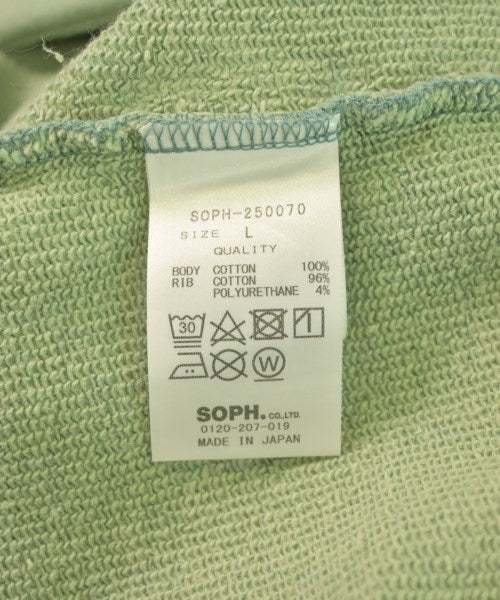 SOPH-250070
SIZE L
QUALITY
BODY COTTON 100%
RIB COTTON 96%
POLYURETHANE 4%
30
W
SOPH.CO.,LTD.
0120-207-019
MADE IN JAPAN